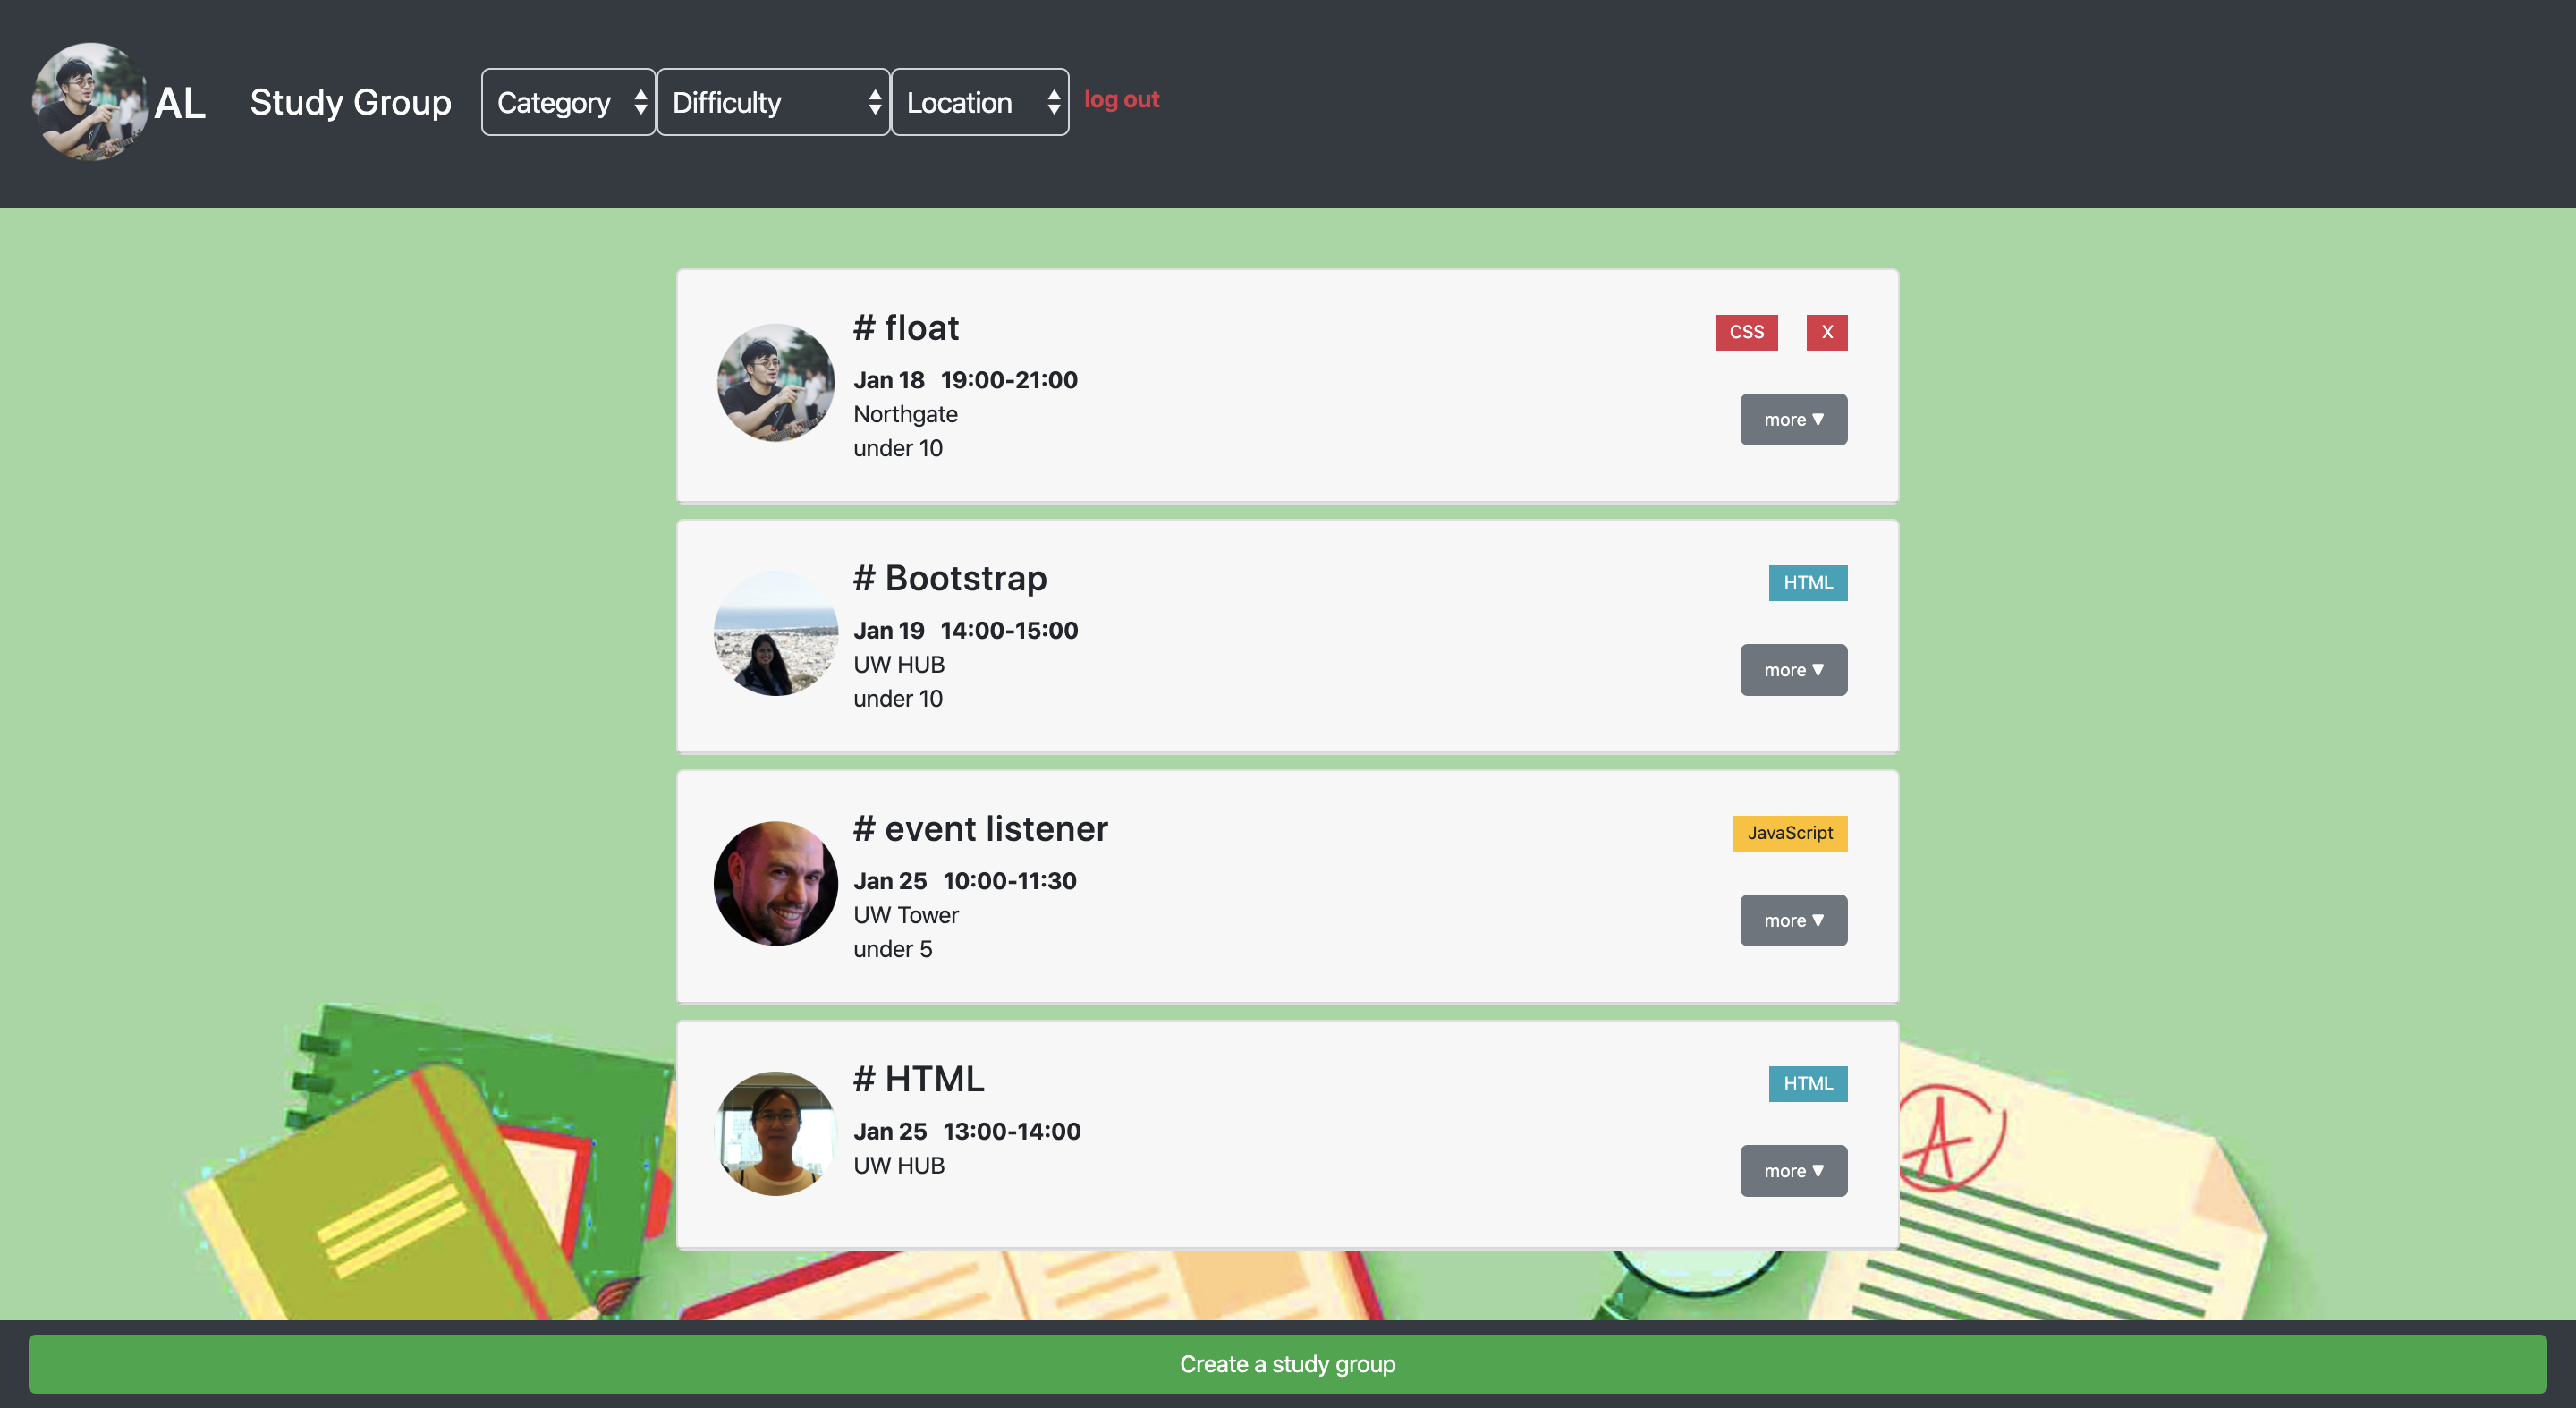 AL Study Group Category Difficulty Location log out
# float CSS X
Jan 18 19:00-21:00
Northgate
more ▼
under 10
# Bootstrap HTML
Jan 19 14:00-15:00
UW HUB
more ▼
under 10
# event listener JavaScript
Jan 25 10:00-11:30
UW Tower
more ▼
under 5
# HTML HTML
Jan 25 13:00-14:00
UW HUB
more ▼
A
Create a study group